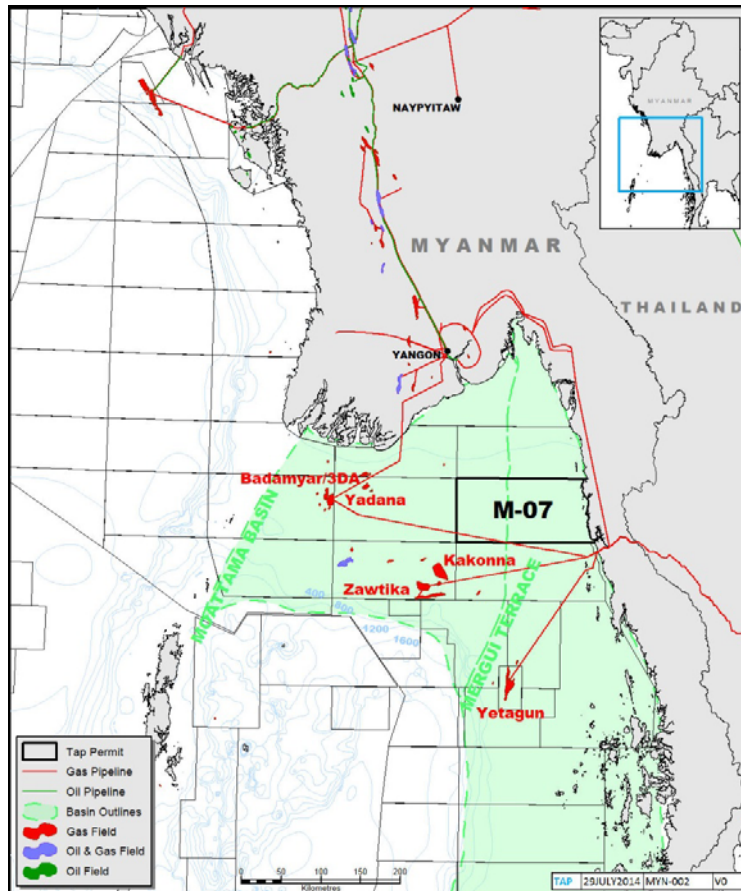 MYANMAR
NAYPYITAW
MYANMAR
THAILAND
YANGON
Badamyar/3DA
Yadana
M-07
MOATTAMA BASIN
Kakonna
Zawtika
400
800
1200
1600
MERGUI TERRACE
Yetagun
Tap Permit
Gas Pipeline
Oil Pipeline
Basin Outlines
Gas Field
Oil & Gas Field
Oil Field
0 50 100 200
Kilometres
TAP 29JULY2014 MYN-002 V0